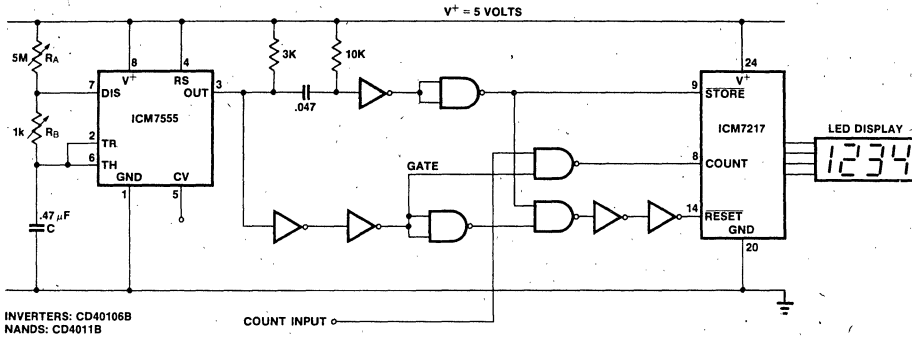 V+ = 5 VOLTS
5M
RA
1k
RB
.47 µF
C
8
4
V+
RS
7
DIS
OUT
3
ICM7555
2
TR
6
TH
GND
CV
1
5
3K
10K
.047
GATE
COUNT INPUT
24
V+
9
STORE
ICM7217
8
COUNT
14
RESET
GND
20
LED DISPLAY
1234
INVERTERS: CD40106B
NANDS: CD4011B